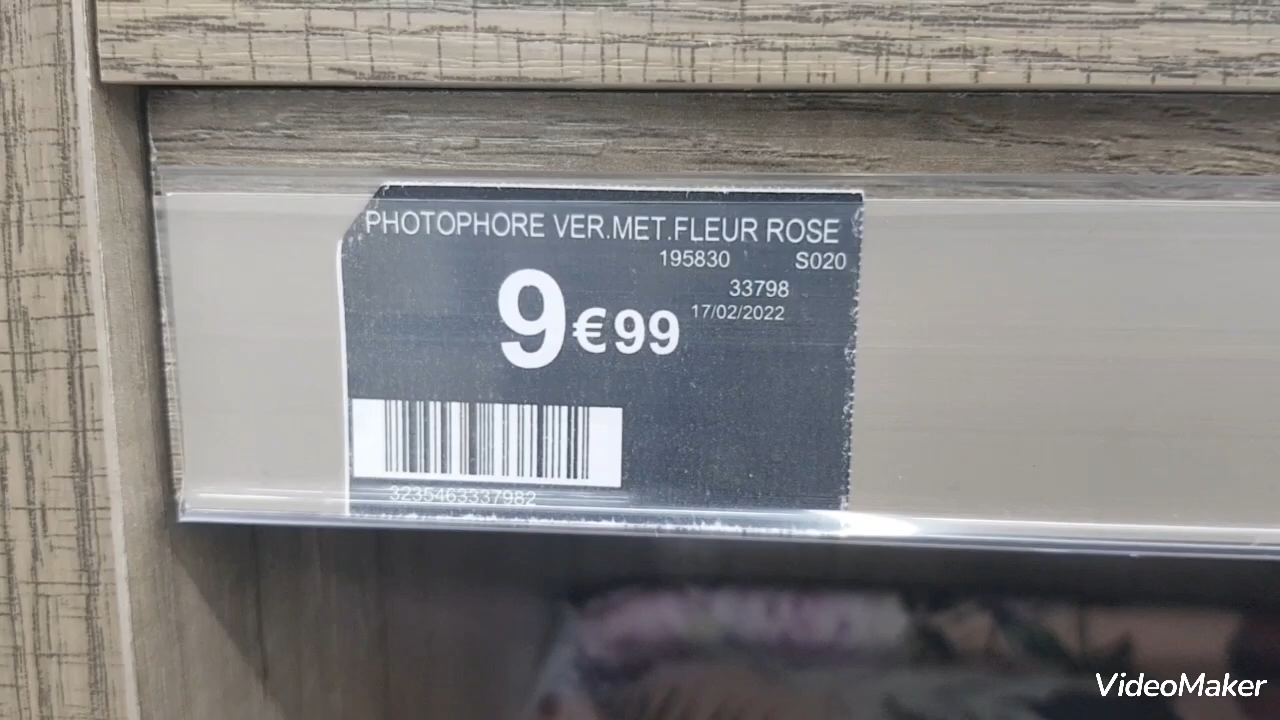 PHOTOPHORE VER.MET.FLEUR ROSE
195830 S020
33798
17/02/2022
9€99
3235463337982
VideoMaker